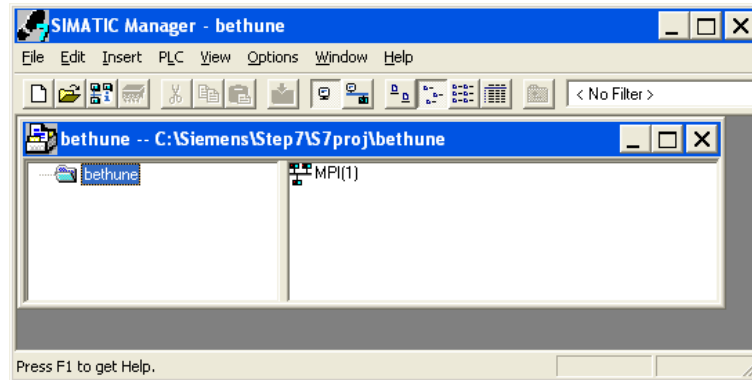 SIMATIC Manager - bethune
File Edit Insert PLC View Options Window Help
< No Filter >
bethune -- C:\Siemens\Step7\S7proj\bethune
bethune
MPI(1)
Press F1 to get Help.